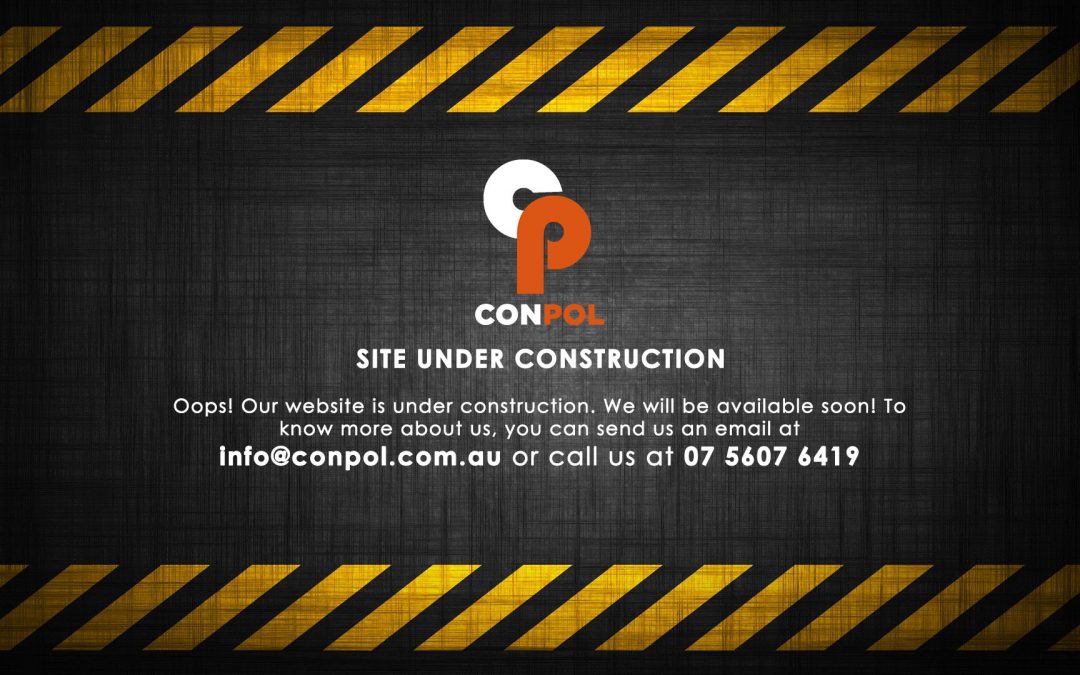 CP
CONPOL
SITE UNDER CONSTRUCTION
Oops! Our website is under construction. We will be available soon! To
know more about us, you can send us an email at
info@conpol.com.au or call us at 07 5607 6419